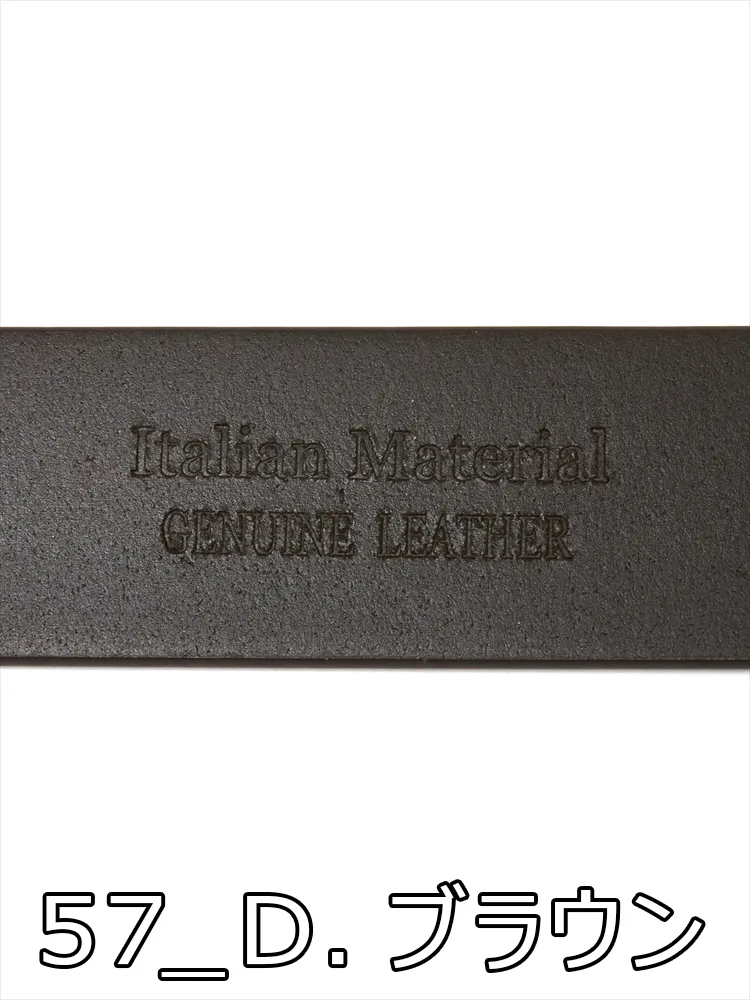 Italian Material
GENUINE LEATHER
57_D.ブラウン